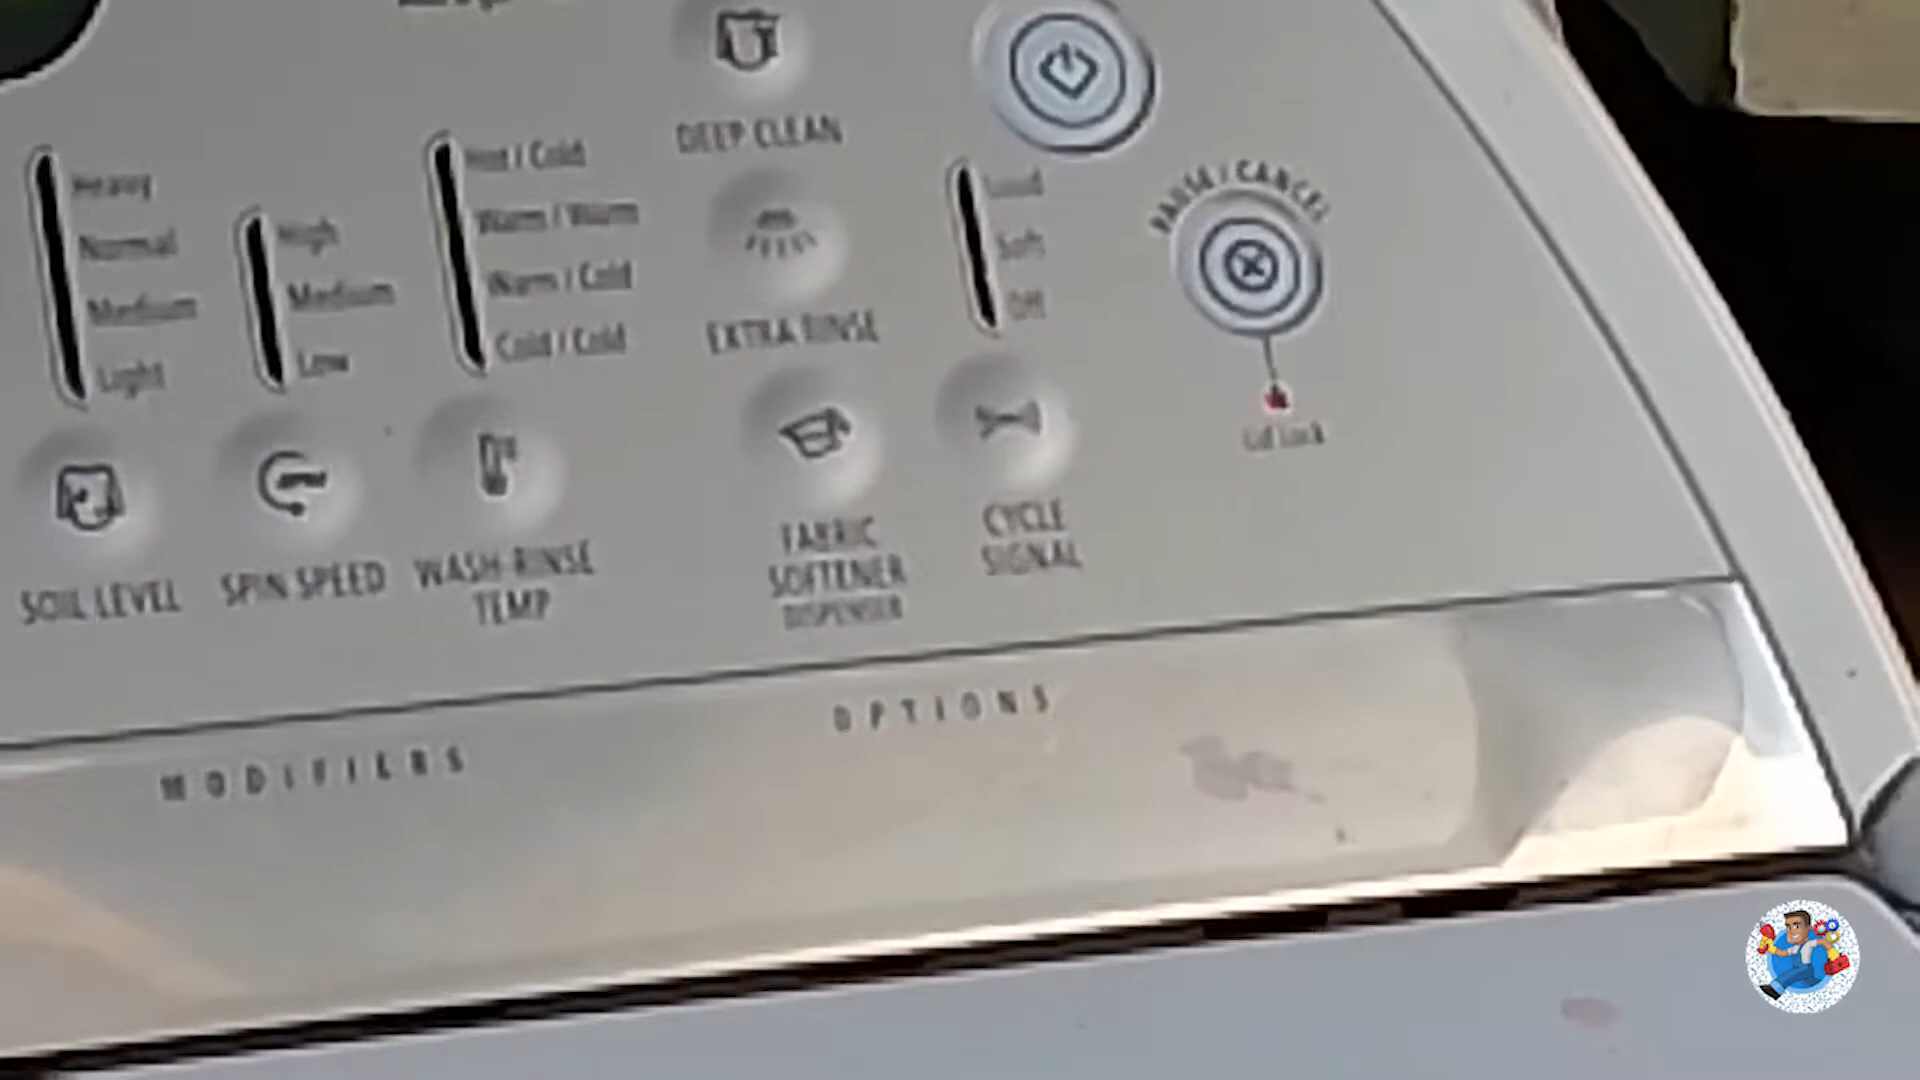 DEEP CLEAN
Heavy
Normal
Medium
Light
High
Medium
Low
Hot / Cold
Warm / Warm
Warm / Cold
Cold / Cold
EXTRA RINSE
Loud
Soft
Off
PAUSE / CANCEL
Lid Lock
SOIL LEVEL
SPIN SPEED
WASH-RINSE
TEMP
FABRIC
SOFTENER
DISPENSER
CYCLE
SIGNAL
MODIFIERS
OPTIONS